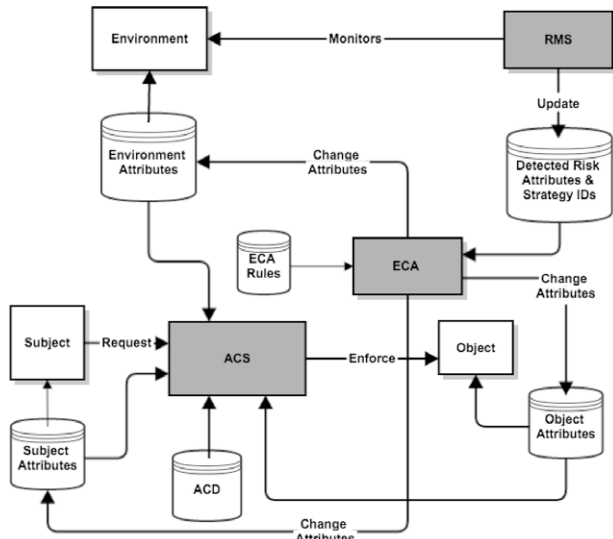 Environment
Monitors
RMS
Update
Environment
Attributes
Change
Attributes
Detected Risk
Attributes &
Strategy IDs
ECA
Rules
ECA
Change
Attributes
Subject
Request
ACS
Enforce
Object
Subject
Attributes
ACD
Object
Attributes
Change
Attributes